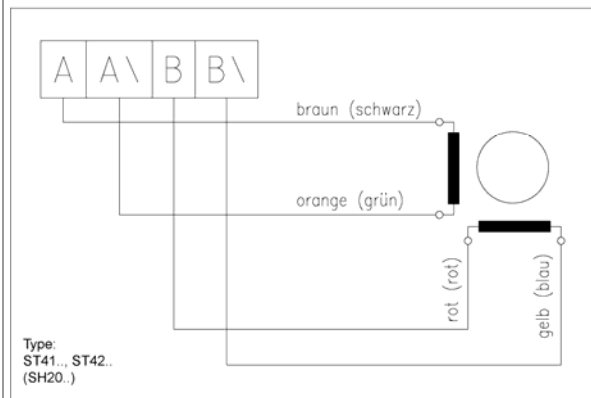 A A\ B B\
braun (schwarz)
orange (grün)
rot (rot)
gelb (blau)
Type:
ST41.., ST42..
(SH20..)